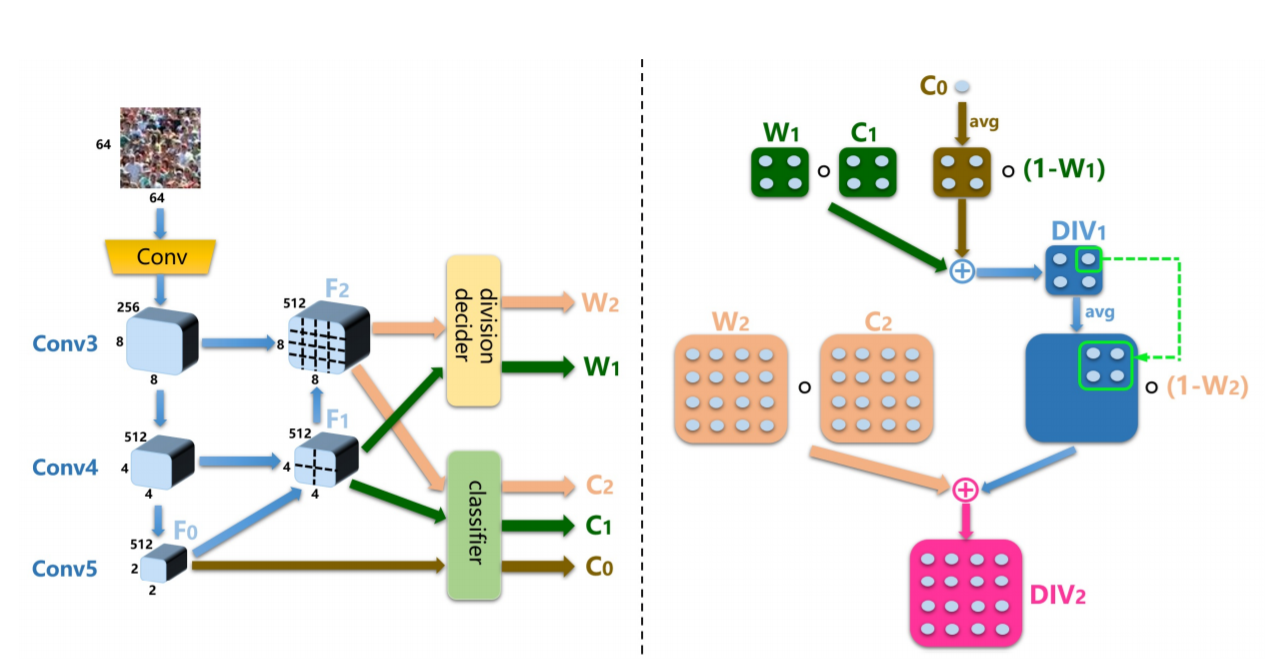 64
64
Conv
256
8
8
Conv3
512
4
4
Conv4
F0
512
2
2
Conv5
F2
512
8
8
F1
512
4
4
division decider
W2
W1
classifier
C2
C1
C0
C0
avg
W1
C1
(1-W1)
DIV1
avg
W2
C2
(1-W2)
DIV2